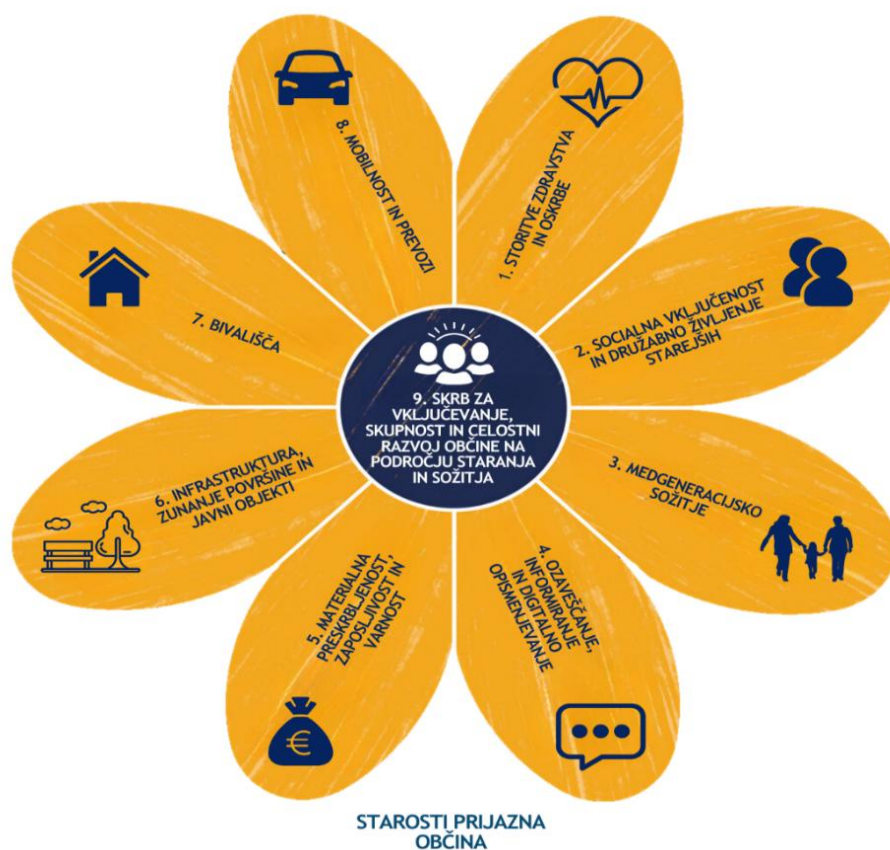 1. STORITVE ZDRAVSTVA
IN OSKRBE
2. SOCIALNA VKLJUČENOST
IN DRUŽABNO ŽIVLJENJE
STAREJŠIH
3. MEDGENERACIJSKO
SOŽITJE
4. OZAVEŠČANJE,
INFORMIRANJE
IN DIGITALNO
OPISMENJEVANJE
5. MATERIALNA
PRESKRBLJENOST,
ZAPOSLJIVOST IN
VARNOST
6. INFRASTRUKTURA,
ZUNANJE POVRŠINE IN
JAVNI OBJEKTI
7. BIVALIŠČA
8. MOBILNOST IN PREVOZI
9. SKRB ZA
VKLJUČEVANJE,
SKUPNOST IN CELOSTNI
RAZVOJ OBČINE NA
PODROČJU STARANJA
IN SOŽITJA
€
STAROSTI PRIJAZNA
OBČINA